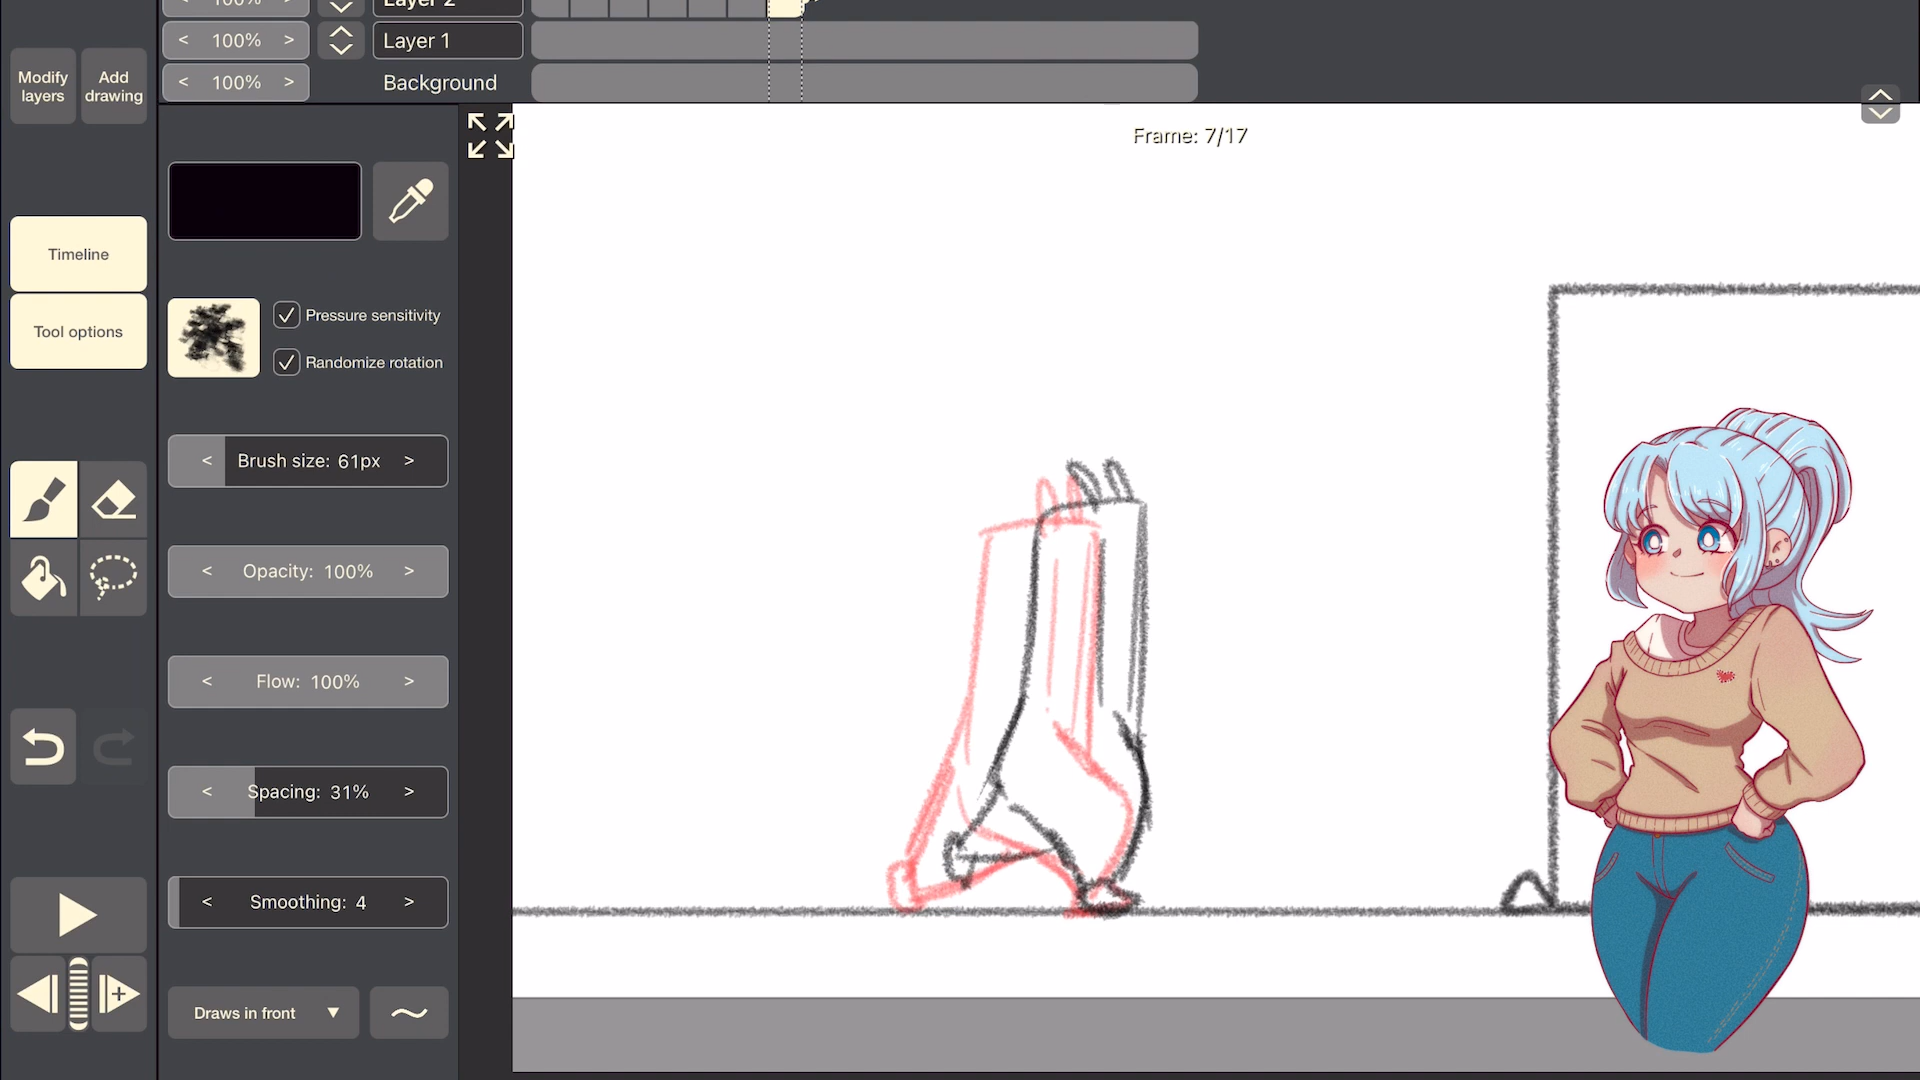 < 100% >
Layer 2
< 100% >
Layer 1
< 100% >
Background
Modify
layers
Add
drawing
Frame: 7/17
Timeline
Tool options
Pressure sensitivity
Randomize rotation
< Brush size: 61px >
< Opacity: 100% >
< Flow: 100% >
< Spacing: 31% >
< Smoothing: 4 >
Draws in front